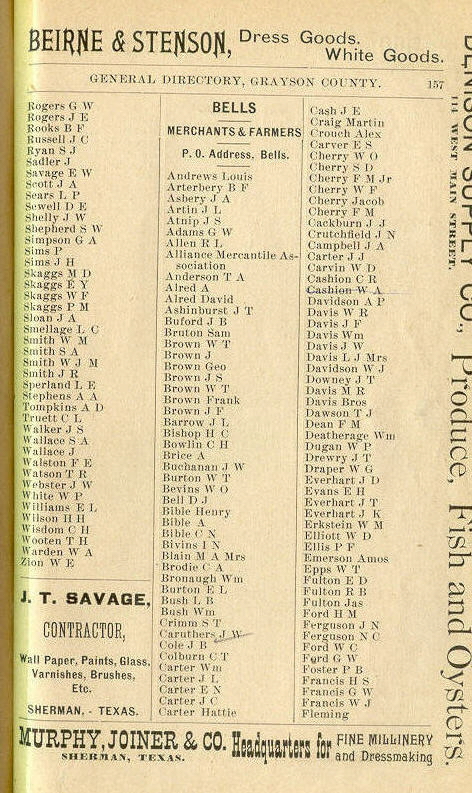 BEIRNE & STENSON, Dress Goods.
White Goods.
GENERAL DIRECTORY, GRAYSON COUNTY. 157
Rogers G W
Rogers J E
Rooks B F
Russell J C
Ryan S J
Sadler J
Savage E W
Scott J A
Sears L P
Sewell D E
Shelly J W
Shepherd S W
Simpson G A
Sims P
Sims J H
Skaggs M D
Skaggs E Y
Skaggs W F
Skaggs P M
Sloan J A
Smellage L C
Smith W M
Smith S A
Smith W J M
Smith J R
Sperland L E
Stephens A A
Tompkins A D
Truett C L
Walker J S
Wallace S A
Wallace J
Walston F E
Watson T R
Webster J W
White W P
Williams E L
Wilson H H
Wisdom C H
Wooten T H
Warden W A
Zion W E
J. T. SAVAGE,
CONTRACTOR,
Wall Paper, Paints, Glass,
Varnishes, Brushes,
Etc.
SHERMAN, - TEXAS.
BELLS
MERCHANTS & FARMERS
P. O. Address, Bells.
Andrews Louis
Arterbery B F
Asbery J A
Artin J L
Atnip J S
Adams G W
Allen R L
Alliance Mercantile As-
sociation
Anderson T A
Alred A
Alred David
Ashinburst J T
Buford J B
Bruton Sam
Brown W T
Brown J
Brown Geo
Brown J S
Brown W T
Brown Frank
Brown J F
Barrow J L
Bishop H C
Bowlin C H
Brice A
Buchanan J W
Burton W T
Bevins W O
Bell D J
Bible Henry
Bible A
Bible C N
Bivins I N
Blain M A Mrs
Brodie C A
Bronaugh Wm
Burton E L
Bush L B
Bush Wm
Crimm S T
Caruthers J W
Cole J B
Colburn C T
Carter Wm
Carter J L
Carter E N
Carter J C
Carter Hattie
Cash J E
Craig Martin
Crouch Alex
Carver E S
Cherry W O
Cherry S D
Cherry F M Jr
Cherry W F
Cherry Jacob
Cherry F M
Cackburn J J
Crutchfield J N
Campbell J A
Carter J J
Carvin W D
Cashion C R
Cashion W A
Davidson A P
Davis W R
Davis J F
Davis Wm
Davis J W
Davis L J Mrs
Davidson W J
Downey J T
Davis M R
Davis Bros
Dawson T J
Dean F M
Deatherage Wm
Dugan W P
Drewry J T
Draper W G
Everhart J D
Evans E H
Everhart J T
Everhart J K
Erkstein W M
Elliott W D
Ellis P F
Emerson Amos
Epps W T
Fulton E D
Fulton R B
Fulton Jas
Ford H M
Ferguson J N
Ferguson N C
Ford W C
Ford G W
Foster P B
Francis H S
Francis G W
Francis W J
Fleming
MURPHY, JOINER & CO. Headquarters for FINE MILLINERY
SHERMAN, TEXAS. and Dressmaking
DENISON SUPPLY CO., Produce, Fish and Oysters.
114 WEST MAIN STREET.